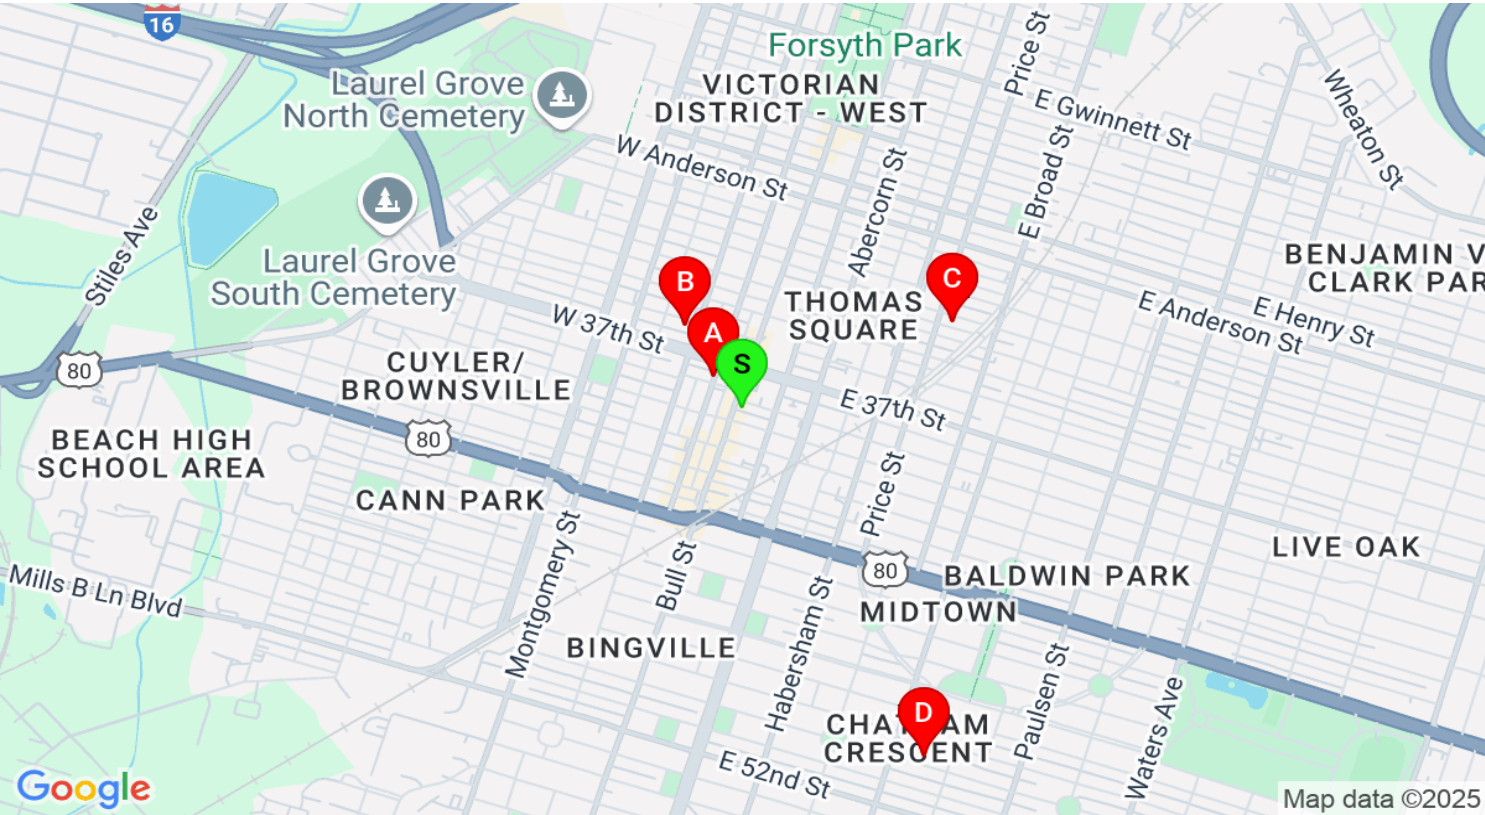 16
Forsyth Park
Price St
Laurel Grove
North Cemetery
VICTORIAN
DISTRICT - WEST
E Gwinnett St
Wheaton St
W Anderson St
Abercorn St
E Broad St
Stiles Ave
Laurel Grove
South Cemetery
BENJAMIN V
CLARK PAR
B
C
A
S
W 37th St
THOMAS
SQUARE
E Anderson St
E Henry St
80
CUYLER/
BROWNSVILLE
E 37th St
80
BEACH HIGH
SCHOOL AREA
CANN PARK
Price St
LIVE OAK
80
BALDWIN PARK
MIDTOWN
Mills B Ln Blvd
Montgomery St
Bull St
Habersham St
BINGVILLE
Paulsen St
Waters Ave
D
CHATHAM
CRESCENT
E 52nd St
Google
Map data ©2025